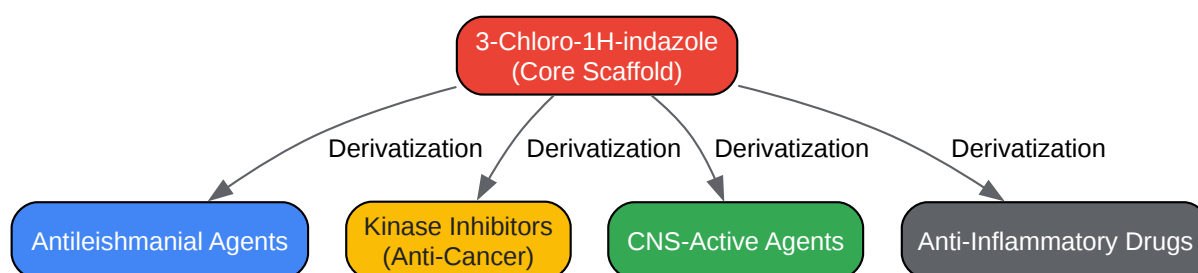 3-Chloro-1H-indazole
(Core Scaffold)
Derivatization
Derivatization
Derivatization
Derivatization
Antileishmanial Agents
Kinase Inhibitors
(Anti-Cancer)
CNS-Active Agents
Anti-Inflammatory Drugs